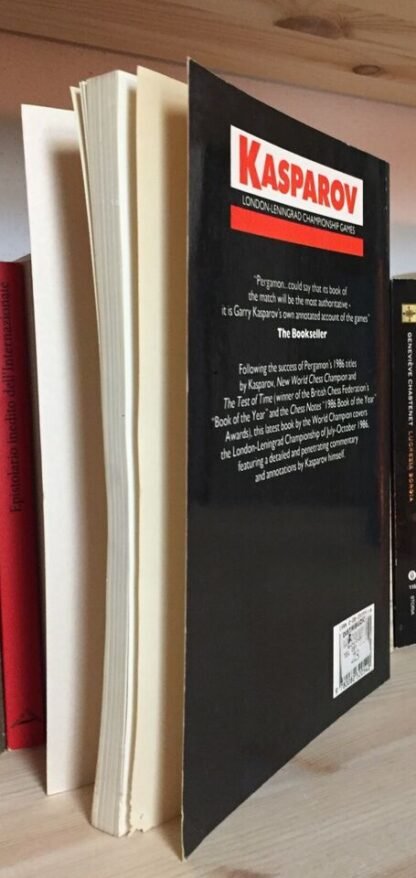 KASPAROV
LONDON-LENINGRAD CHAMPIONSHIP GAMES
"Pergamon...could say that its book of
the match will be the most authoritative -
it is Garry Kasparov's own annotated account of the games"
The Bookseller
Following the success of Pergamon's 1986 titles
by Kasparov, New World Chess Champion and
The Test of Time (winner of the British Chess Federation's
"Book of the Year" and the Chess Notes "1986 Book of the Year"
Awards), this latest book by the World Champion covers
the London-Leningrad Championship of July-October 1986,
featuring a detailed and penetrating commentary
and annotations by Kasparov himself.
Epistolario inedito dell'Internazionale
GENEVIÈVE CHASTENET LUCREZIA BORGIA
STORIA